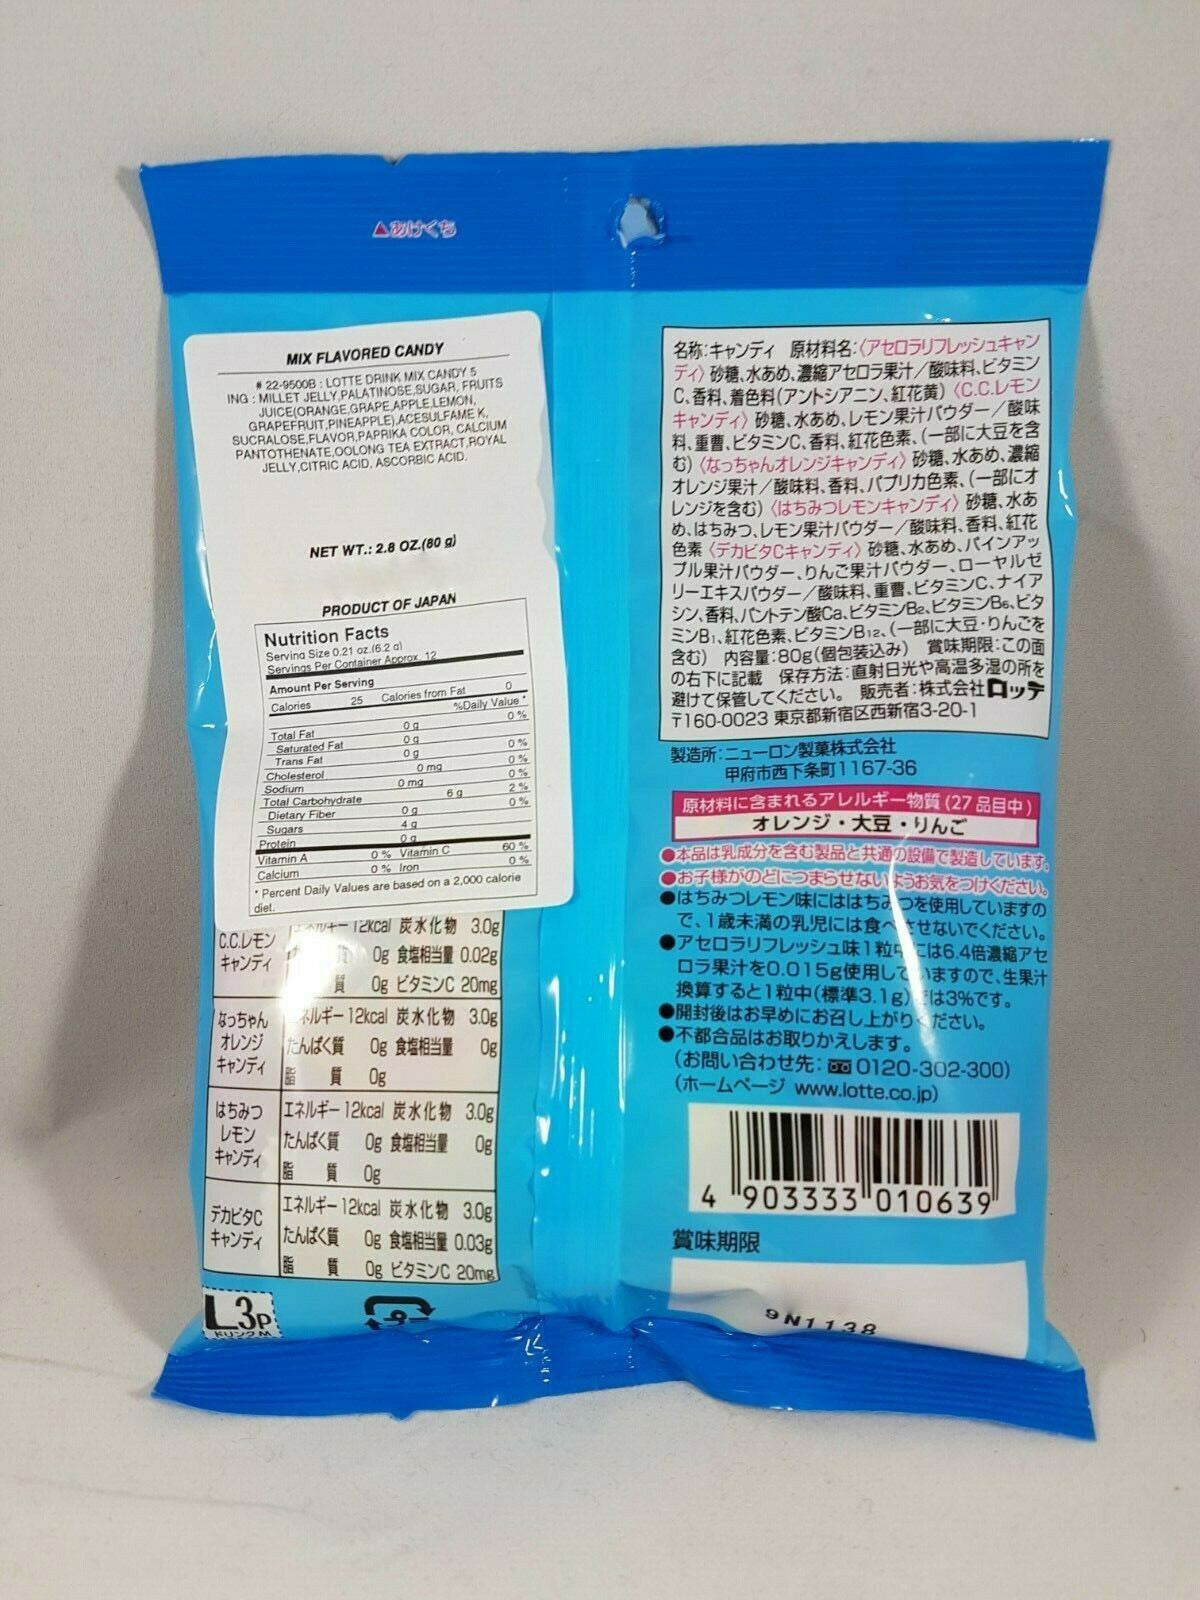 ▲あけくち
MIX FLAVORED CANDY
# 22-9500B : LOTTE DRINK MIX CANDY 5
ING : MILLET JELLY,PALATINOSE,SUGAR, FRUITS
JUICE(ORANGE,GRAPE,APPLE,LEMON,
GRAPEFRUIT,PINEAPPLE),ACESULFAME K,
SUCRALOSE,FLAVOR,PAPRIKA COLOR, CALCIUM
PANTOTHENATE,OOLONG TEA EXTRACT,ROYAL
JELLY,CITRIC ACID, ASCORBIC ACID.
NET WT.: 2.8 OZ.(80 g)
PRODUCT OF JAPAN
Nutrition Facts
Serving Size 0.21 oz.(6.2 g)
Servings Per Container Approx. 12
Amount Per Serving
Calories 25 Calories from Fat 0
%Daily Value *
Total Fat 0 g 0 %
Saturated Fat 0 g
Trans Fat 0 g 0 %
Cholesterol 0 mg 0 %
Sodium 0 mg 0 %
Total Carbohydrate 6 g 2 %
Dietary Fiber 0 g 0 %
Sugars 4 g
Protein 0 g
Vitamin A 0 % Vitamin C 60 %
Calcium 0 % Iron 0 %
* Percent Daily Values are based on a 2,000 calorie
diet.
C.C.レモン
キャンディ
12kcal 炭水化物 3.0g
0g 食塩相当量 0.02g
質 0g ビタミンC 20mg
なっちゃん
オレンジ
キャンディ
エネルギー 12kcal 炭水化物 3.0g
たんぱく質 0g 食塩相当量 0g
脂 質 0g
はちみつ
レモン
キャンディ
エネルギー 12kcal 炭水化物 3.0g
たんぱく質 0g 食塩相当量 0g
脂 質 0g
デカビタC
キャンディ
エネルギー 12kcal 炭水化物 3.0g
たんぱく質 0g 食塩相当量 0.03g
脂 質 0g ビタミンC 20mg
L3P
ドリンクM
名称:キャンディ 原材料名:〈アセロラリフレッシュキャン
ディ〉砂糖、水あめ、濃縮アセロラ果汁/酸味料、ビタミン
C、香料、着色料(アントシアニン、紅花黄)〈C.C.レモン
キャンディ〉砂糖、水あめ、レモン果汁パウダー/酸味
料、重曹、ビタミンC、香料、紅花色素、(一部に大豆を含
む)〈なっちゃんオレンジキャンディ〉砂糖、水あめ、濃縮
オレンジ果汁/酸味料、香料、パプリカ色素、(一部にオ
レンジを含む)〈はちみつレモンキャンディ〉砂糖、水あ
め、はちみつ、レモン果汁パウダー/酸味料、香料、紅花
色素〈デカビタCキャンディ〉砂糖、水あめ、パインアッ
プル果汁パウダー、りんご果汁パウダー、ローヤルゼ
リーエキスパウダー/酸味料、重曹、ビタミンC、ナイア
シン、香料、パントテン酸Ca、ビタミンB2、ビタミンB6、ビタ
ミンB1、紅花色素、ビタミンB12、(一部に大豆・りんごを
含む) 内容量:80g(個包装込み) 賞味期限:この面
の右下に記載 保存方法:直射日光や高温多湿の所を
避けて保管してください。 販売者:株式会社ロッテ
〒160-0023 東京都新宿区西新宿3-20-1
製造所:ニューロン製菓株式会社
甲府市西下条町1167-36
原材料に含まれるアレルギー物質(27品目中)
オレンジ・大豆・りんご
●本品は乳成分を含む製品と共通の設備で製造しています。
●お子様がのどにつまらせないようお気をつけください。
●はちみつレモン味にははちみつを使用していますの
で、1歳未満の乳児には食べさせないでください。
●アセロラリフレッシュ味1粒中には6.4倍濃縮アセ
ロラ果汁を0.015g使用していますので、生果汁
換算すると1粒中(標準3.1g)では3%です。
●開封後はお早めにお召し上がりください。
●不都合品はお取りかえします。
(お問い合わせ先: 0120-302-300)
(ホームページ www.lotte.co.jp)
4 903333 010639
賞味期限
9N1138